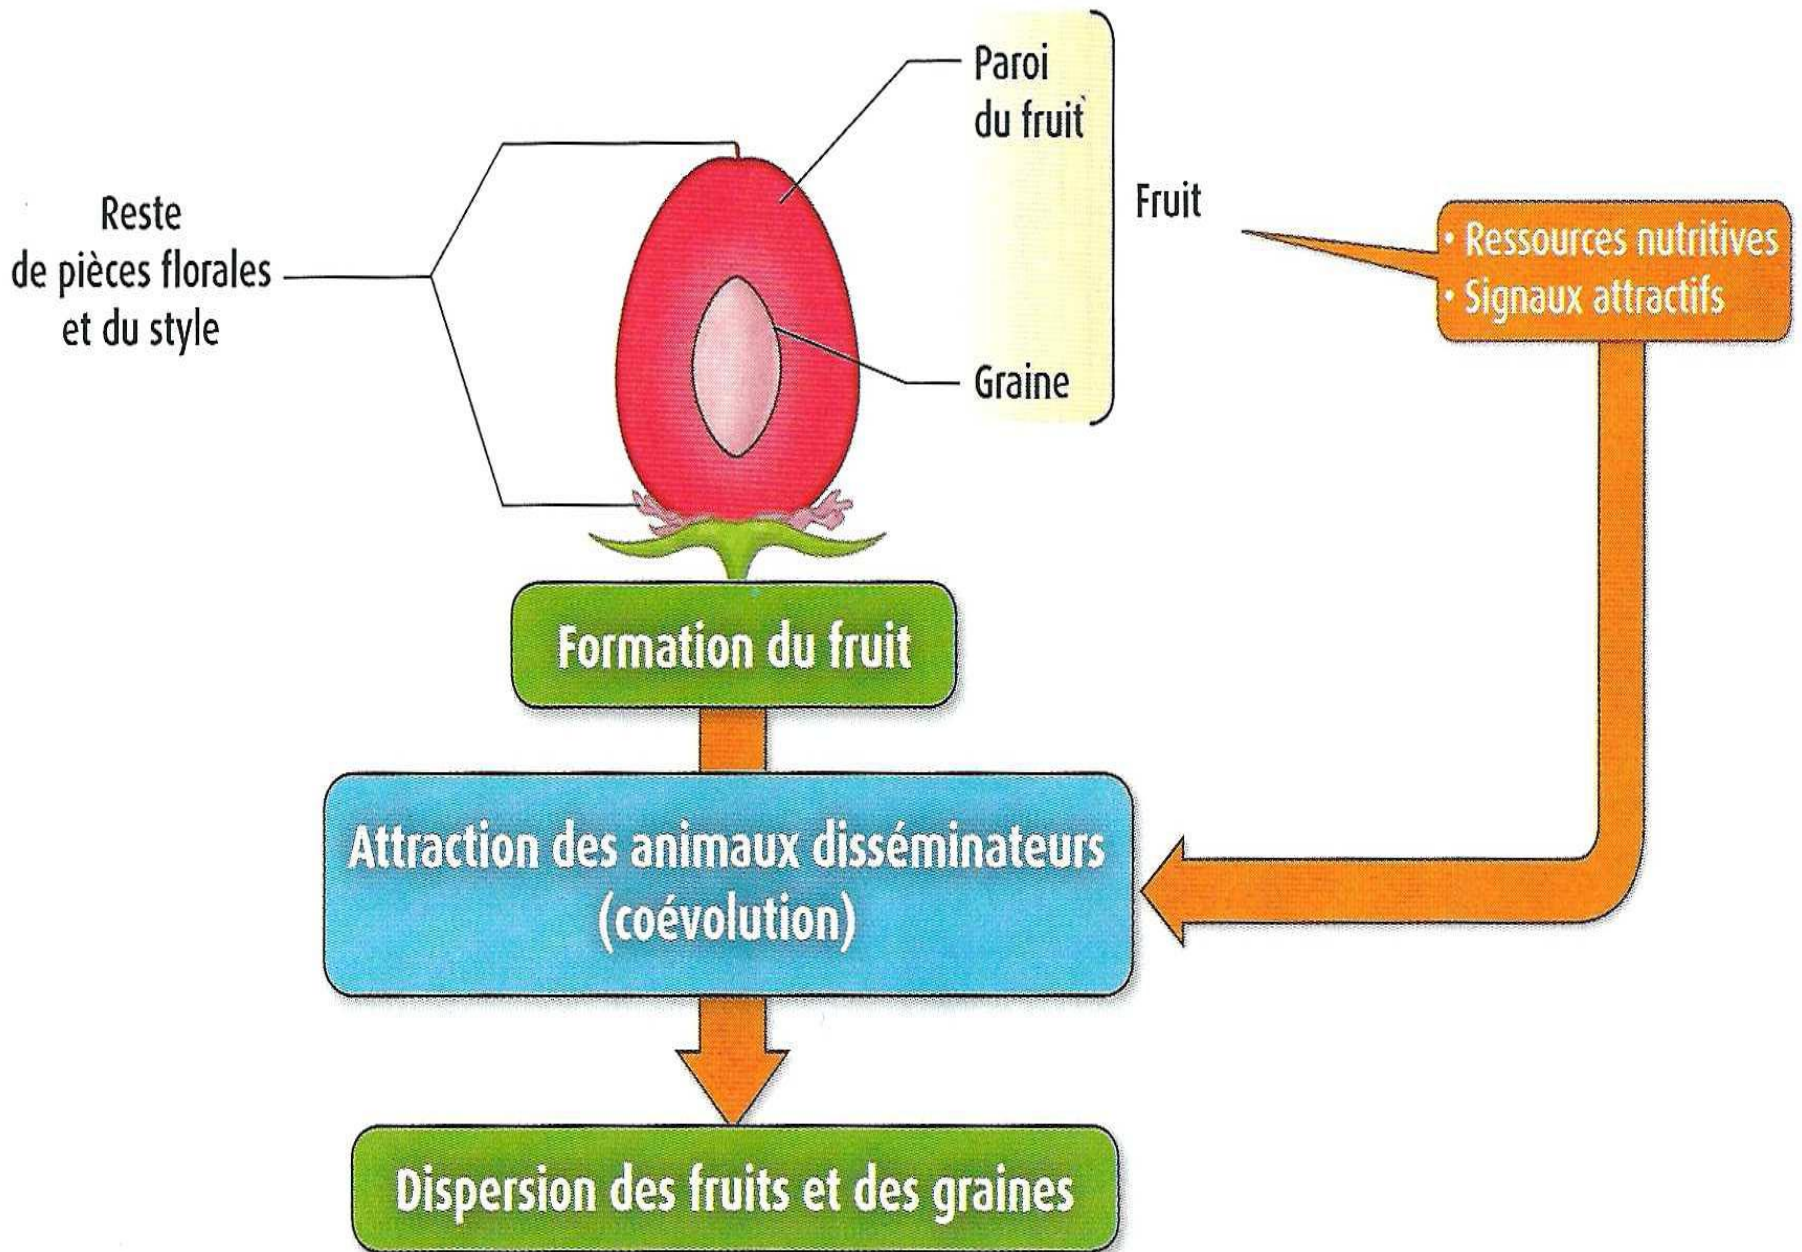 Paroi
du fruit
Reste
de pièces florales
et du style
Fruit
• Ressources nutritives
• Signaux attractifs
Graine
Formation du fruit
Attraction des animaux disséminateurs
(coévolution)
Dispersion des fruits et des graines